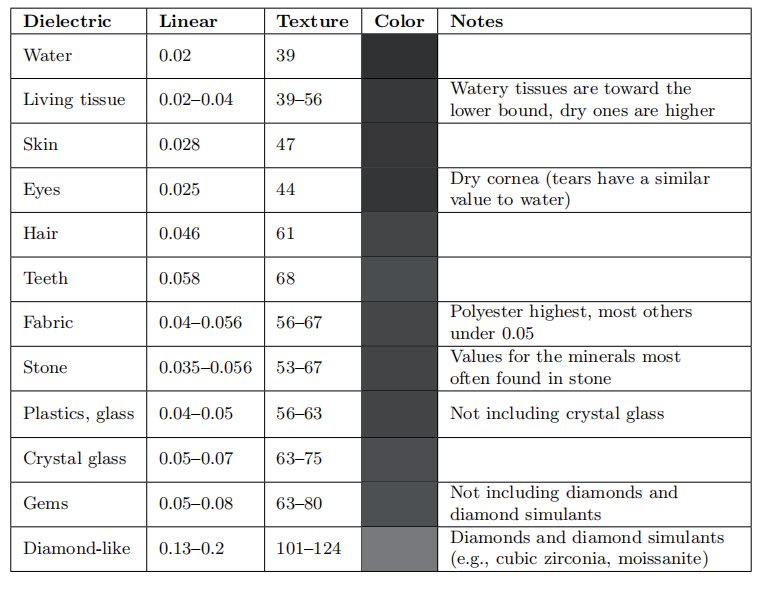 Dielectric Linear Texture Color Notes
Water 0.02 39
Living tissue 0.02–0.04 39–56 Watery tissues are toward the
lower bound, dry ones are higher
Skin 0.028 47
Eyes 0.025 44 Dry cornea (tears have a similar
value to water)
Hair 0.046 61
Teeth 0.058 68
Fabric 0.04–0.056 56–67 Polyester highest, most others
under 0.05
Stone 0.035–0.056 53–67 Values for the minerals most
often found in stone
Plastics, glass 0.04–0.05 56–63 Not including crystal glass
Crystal glass 0.05–0.07 63–75
Gems 0.05–0.08 63–80 Not including diamonds and
diamond simulants
Diamond-like 0.13–0.2 101–124 Diamonds and diamond simulants
(e.g., cubic zirconia, moissanite)